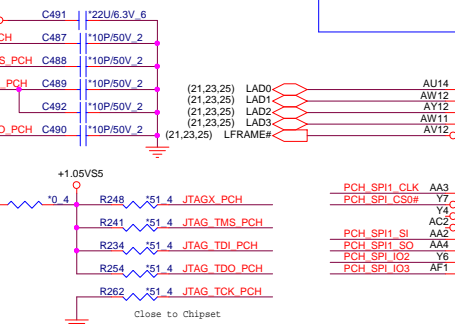 C491 *22U/6.3V_6
CH C487 *10P/50V_2
S_PCH C488 *10P/50V_2
_PCH C489 *10P/50V_2
C492 *10P/50V_2
O_PCH C490 *10P/50V_2
(21,23,25) LAD0 AU14
(21,23,25) LAD1 AW12
(21,23,25) LAD2 AY12
(21,23,25) LAD3 AW11
(21,23,25) LFRAME# AV12
+1.05VS5
*0_4 R248 *51_4 JTAGX_PCH
R241 *51_4 JTAG_TMS_PCH
R234 *51_4 JTAG_TDI_PCH
R254 *51_4 JTAG_TDO_PCH
R262 *51_4 JTAG_TCK_PCH
Close to Chipset
PCH_SPI1_CLK AA3
PCH_SPI_CS0# Y7
Y4
AC2
PCH_SPI1_SI AA2
PCH_SPI1_SO AA4
PCH_SPI_IO2 Y6
PCH_SPI_IO3 AF1